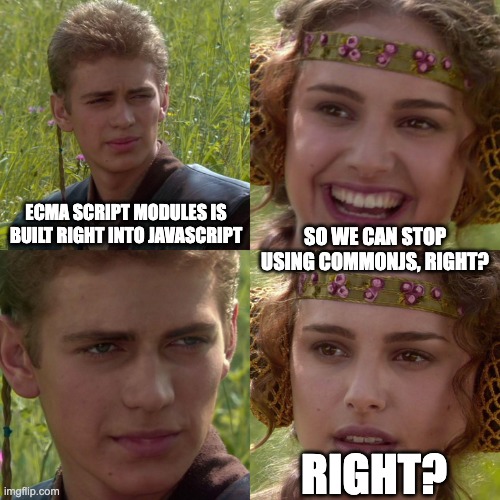 ECMA SCRIPT MODULES IS
BUILT RIGHT INTO JAVASCRIPT
SO WE CAN STOP
USING COMMONJS, RIGHT?
RIGHT?
imgflip.com